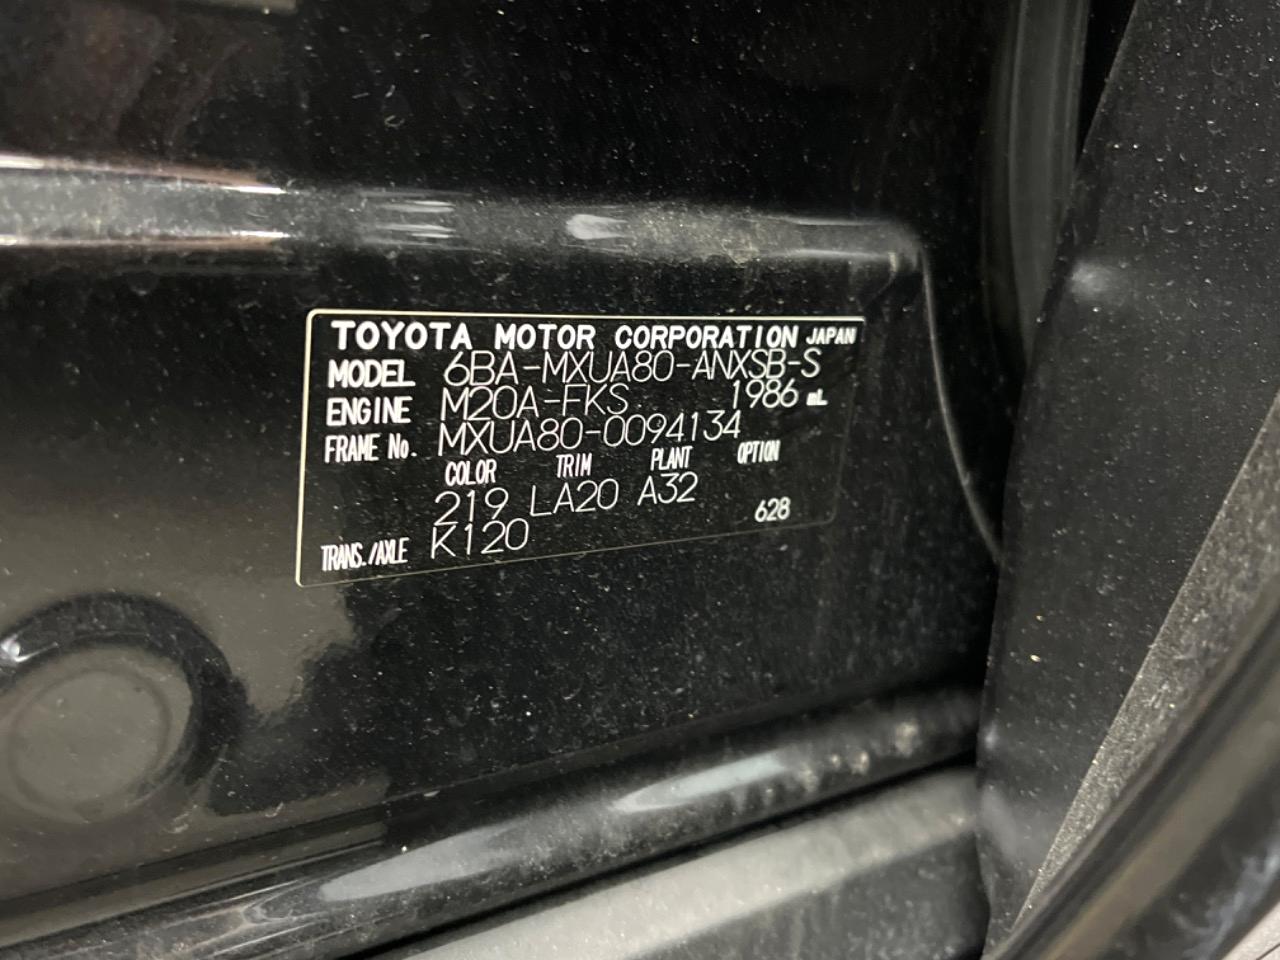 TOYOTA MOTOR CORPORATION JAPAN
MODEL 6BA-MXUA80-ANXSB-S
ENGINE M20A-FKS 1986 mL
FRAME No. MXUA80-0094134
COLOR TRIM PLANT OPTION
219 LA20 A32 628
TRANS./AXLE K120